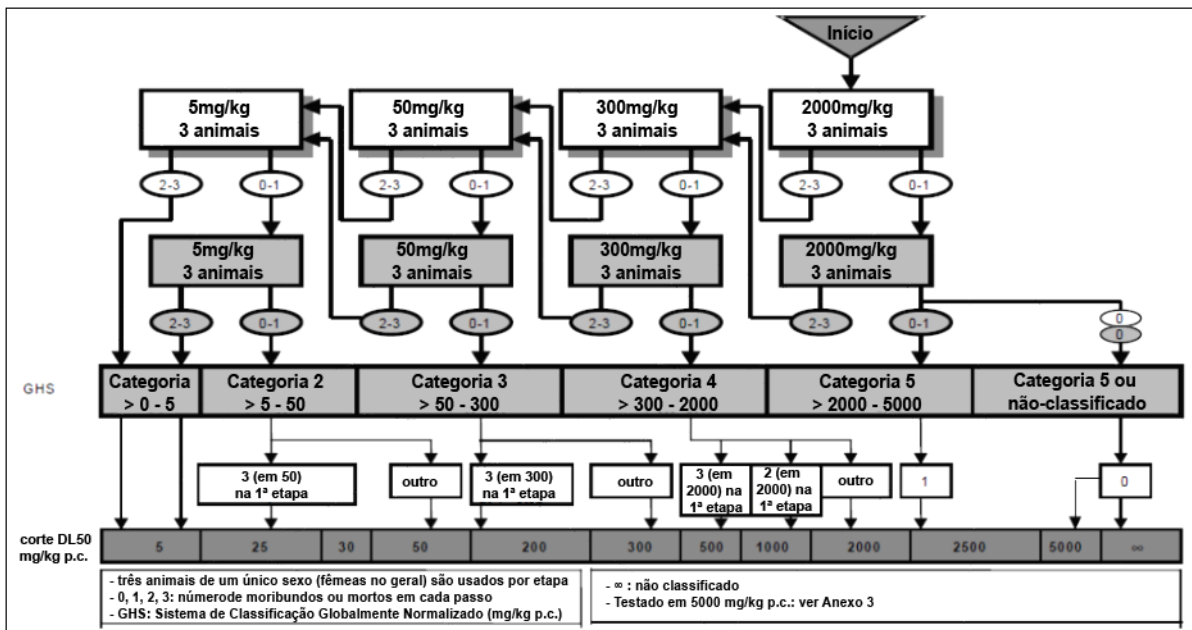 Início
5mg/kg
3 animais
50mg/kg
3 animais
300mg/kg
3 animais
2000mg/kg
3 animais
2-3
0-1
2-3
0-1
2-3
0-1
2-3
0-1
5mg/kg
3 animais
50mg/kg
3 animais
300mg/kg
3 animais
2000mg/kg
3 animais
2-3
0-1
2-3
0-1
2-3
0-1
2-3
0-1
0
0
GHS
Categoria
> 0 - 5
Categoria 2
> 5 - 50
Categoria 3
> 50 - 300
Categoria 4
> 300 - 2000
Categoria 5
> 2000 - 5000
Categoria 5 ou
não-classificado
3 (em 50)
na 1ª etapa
outro
3 (em 300)
na 1ª etapa
outro
3 (em
2000) na
1ª etapa
2 (em
2000) na
1ª etapa
outro
1
0
corte DL50
mg/kg p.c.
5
25
30
50
200
300
500
1000
2000
2500
5000
∞
- três animais de um único sexo (fêmeas no geral) são usados por etapa
- 0, 1, 2, 3: númerode moribundos ou mortos em cada passo
- GHS: Sistema de Classificação Globalmente Normalizado (mg/kg p.c.)
- ∞ : não classificado
- Testado em 5000 mg/kg p.c.: ver Anexo 3